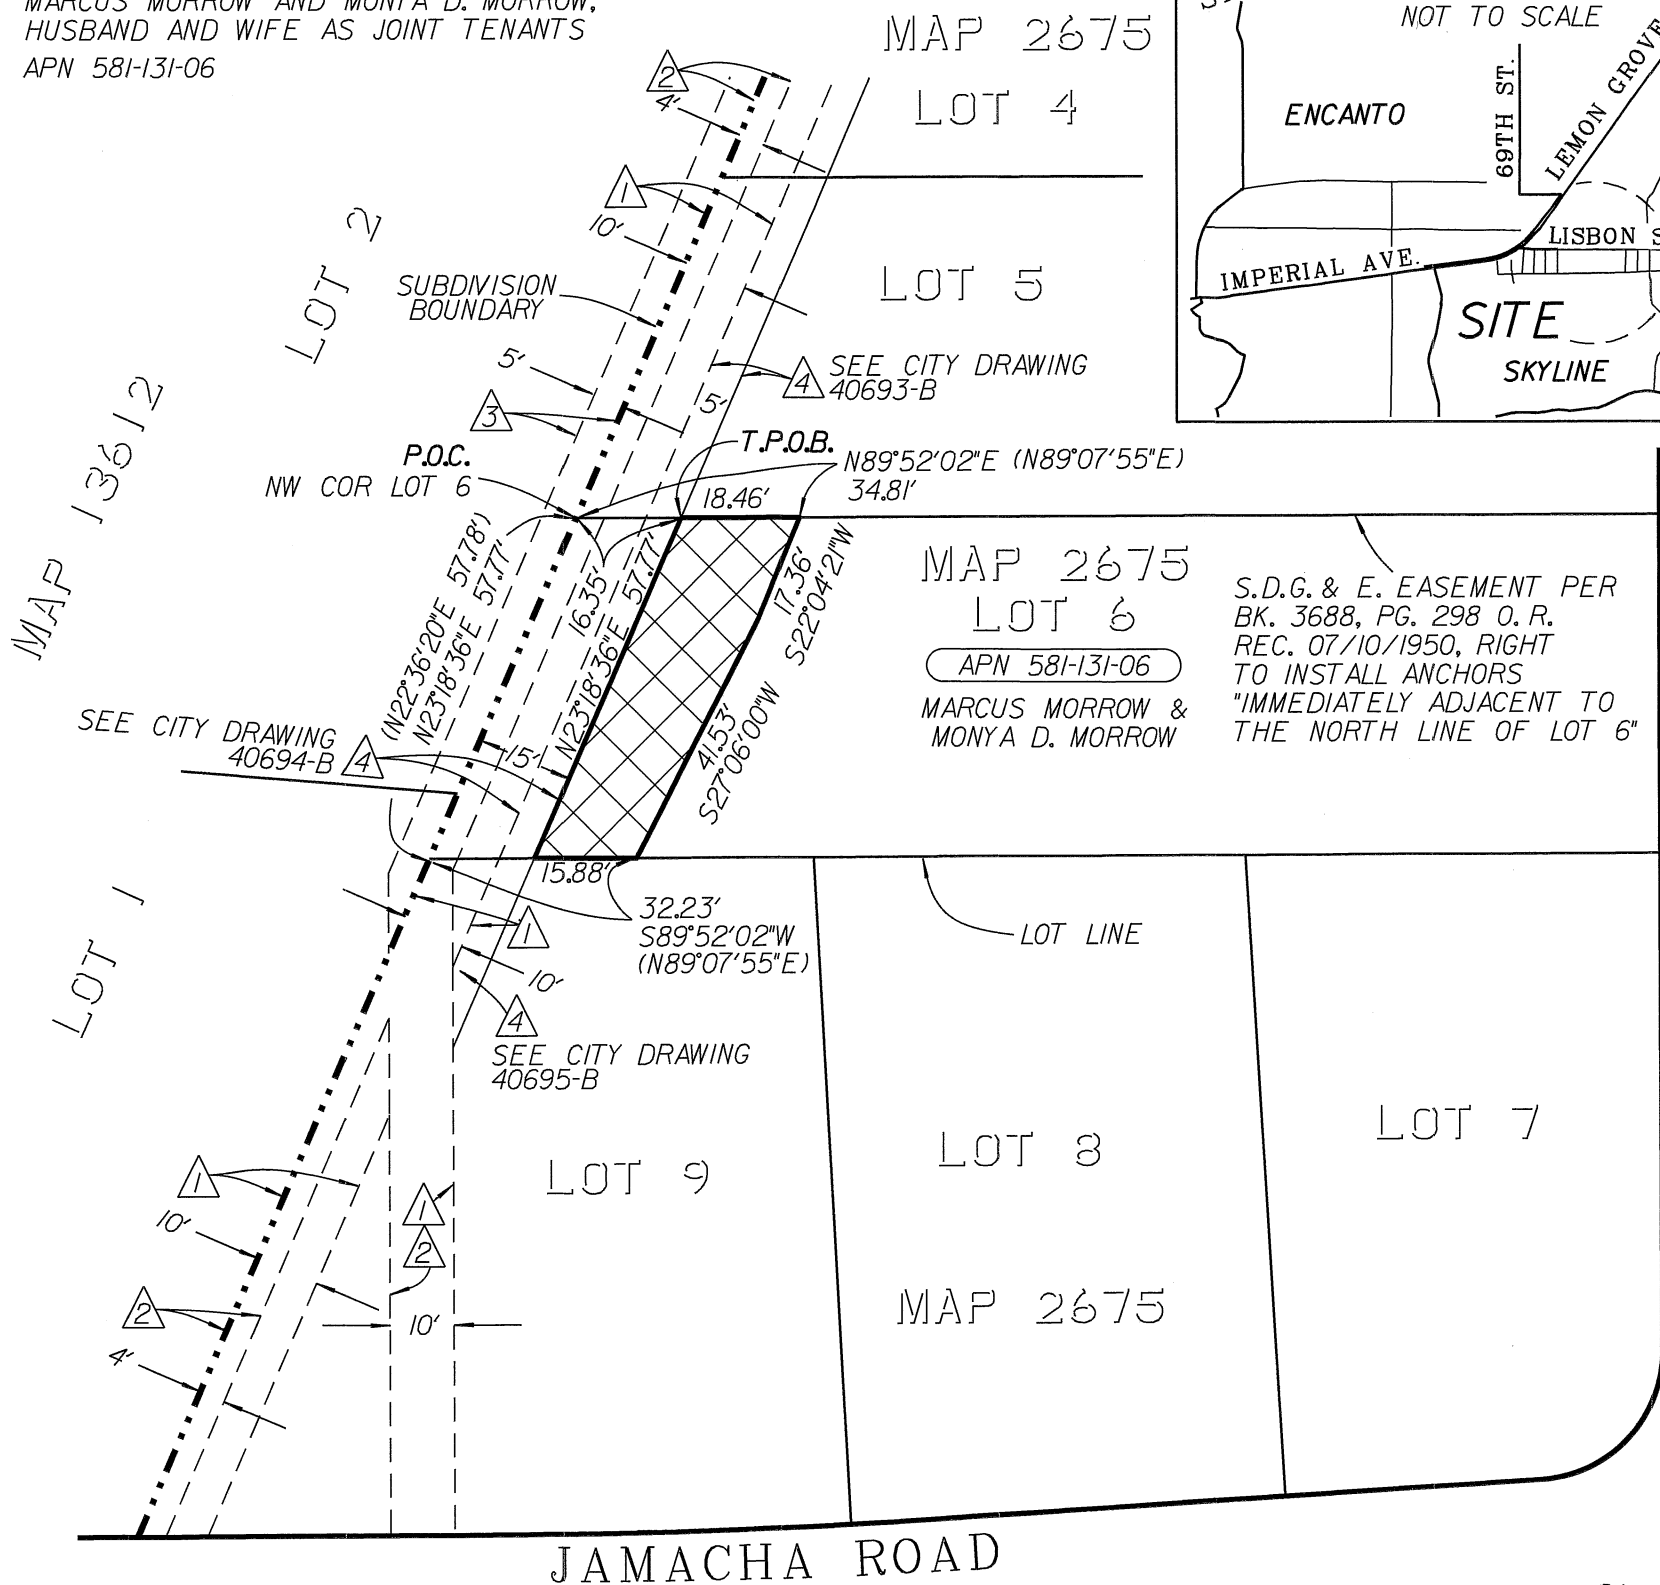 MARCUS MORROW AND MONYA D. MORROW,
HUSBAND AND WIFE AS JOINT TENANTS
APN 581-131-06
MAP 2675
LOT 4
NOT TO SCALE
LEMON GROVE
69TH ST.
ENCANTO
LISBON S
IMPERIAL AVE.
SITE
SKYLINE
2
4'
1
10'
LOT 2
SUBDIVISION
BOUNDARY
LOT 5
5'
4
SEE CITY DRAWING
40693-B
3
5'
MAP 13612
P.O.C.
NW COR LOT 6
T.P.O.B.
N89°52'02"E (N89°07'55"E)
34.81'
18.46'
(N22°36'20"E 57.78')
N23°18'36"E 57.77'
16.35'
N23°18'36"E 57.77'
17.36'
S22°04'21"W
41.53'
S27°06'00"W
MAP 2675
LOT 6
APN 581-131-06
MARCUS MORROW &
MONYA D. MORROW
S.D.G. & E. EASEMENT PER
BK. 3688, PG. 298 O.R.
REC. 07/10/1950, RIGHT
TO INSTALL ANCHORS
"IMMEDIATELY ADJACENT TO
THE NORTH LINE OF LOT 6"
SEE CITY DRAWING
40694-B
4
15'
15.88'
32.23'
S89°52'02"W
(N89°07'55"E)
LOT LINE
LOT 1
1
10'
4
SEE CITY DRAWING
40695-B
LOT 9
LOT 8
LOT 7
MAP 2675
1
10'
1
2
2
4'
10'
JAMACHA ROAD